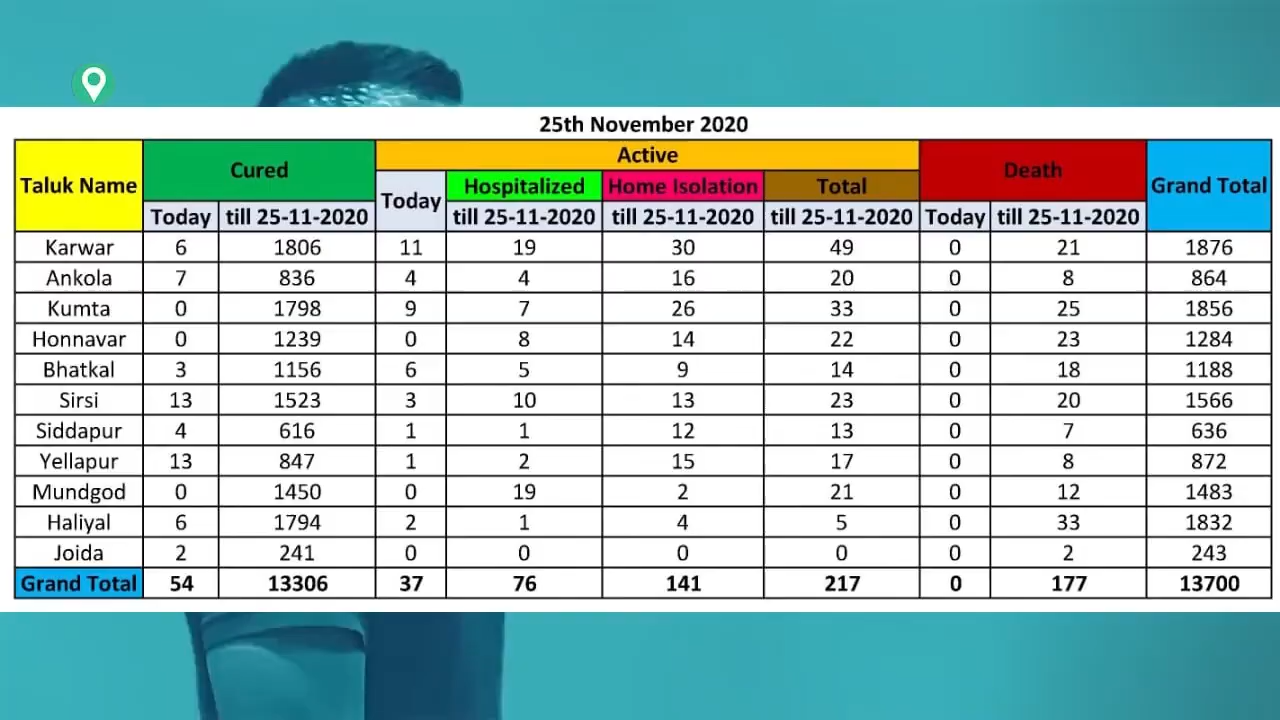 25th November 2020
Taluk Name Cured Active Death Grand Total
Today Hospitalized Home Isolation Total
Today till 25-11-2020 till 25-11-2020 till 25-11-2020 till 25-11-2020 Today till 25-11-2020
Karwar 6 1806 11 19 30 49 0 21 1876
Ankola 7 836 4 4 16 20 0 8 864
Kumta 0 1798 9 7 26 33 0 25 1856
Honnavar 0 1239 0 8 14 22 0 23 1284
Bhatkal 3 1156 6 5 9 14 0 18 1188
Sirsi 13 1523 3 10 13 23 0 20 1566
Siddapur 4 616 1 1 12 13 0 7 636
Yellapur 13 847 1 2 15 17 0 8 872
Mundgod 0 1450 0 19 2 21 0 12 1483
Haliyal 6 1794 2 1 4 5 0 33 1832
Joida 2 241 0 0 0 0 0 2 243
Grand Total 54 13306 37 76 141 217 0 177 13700